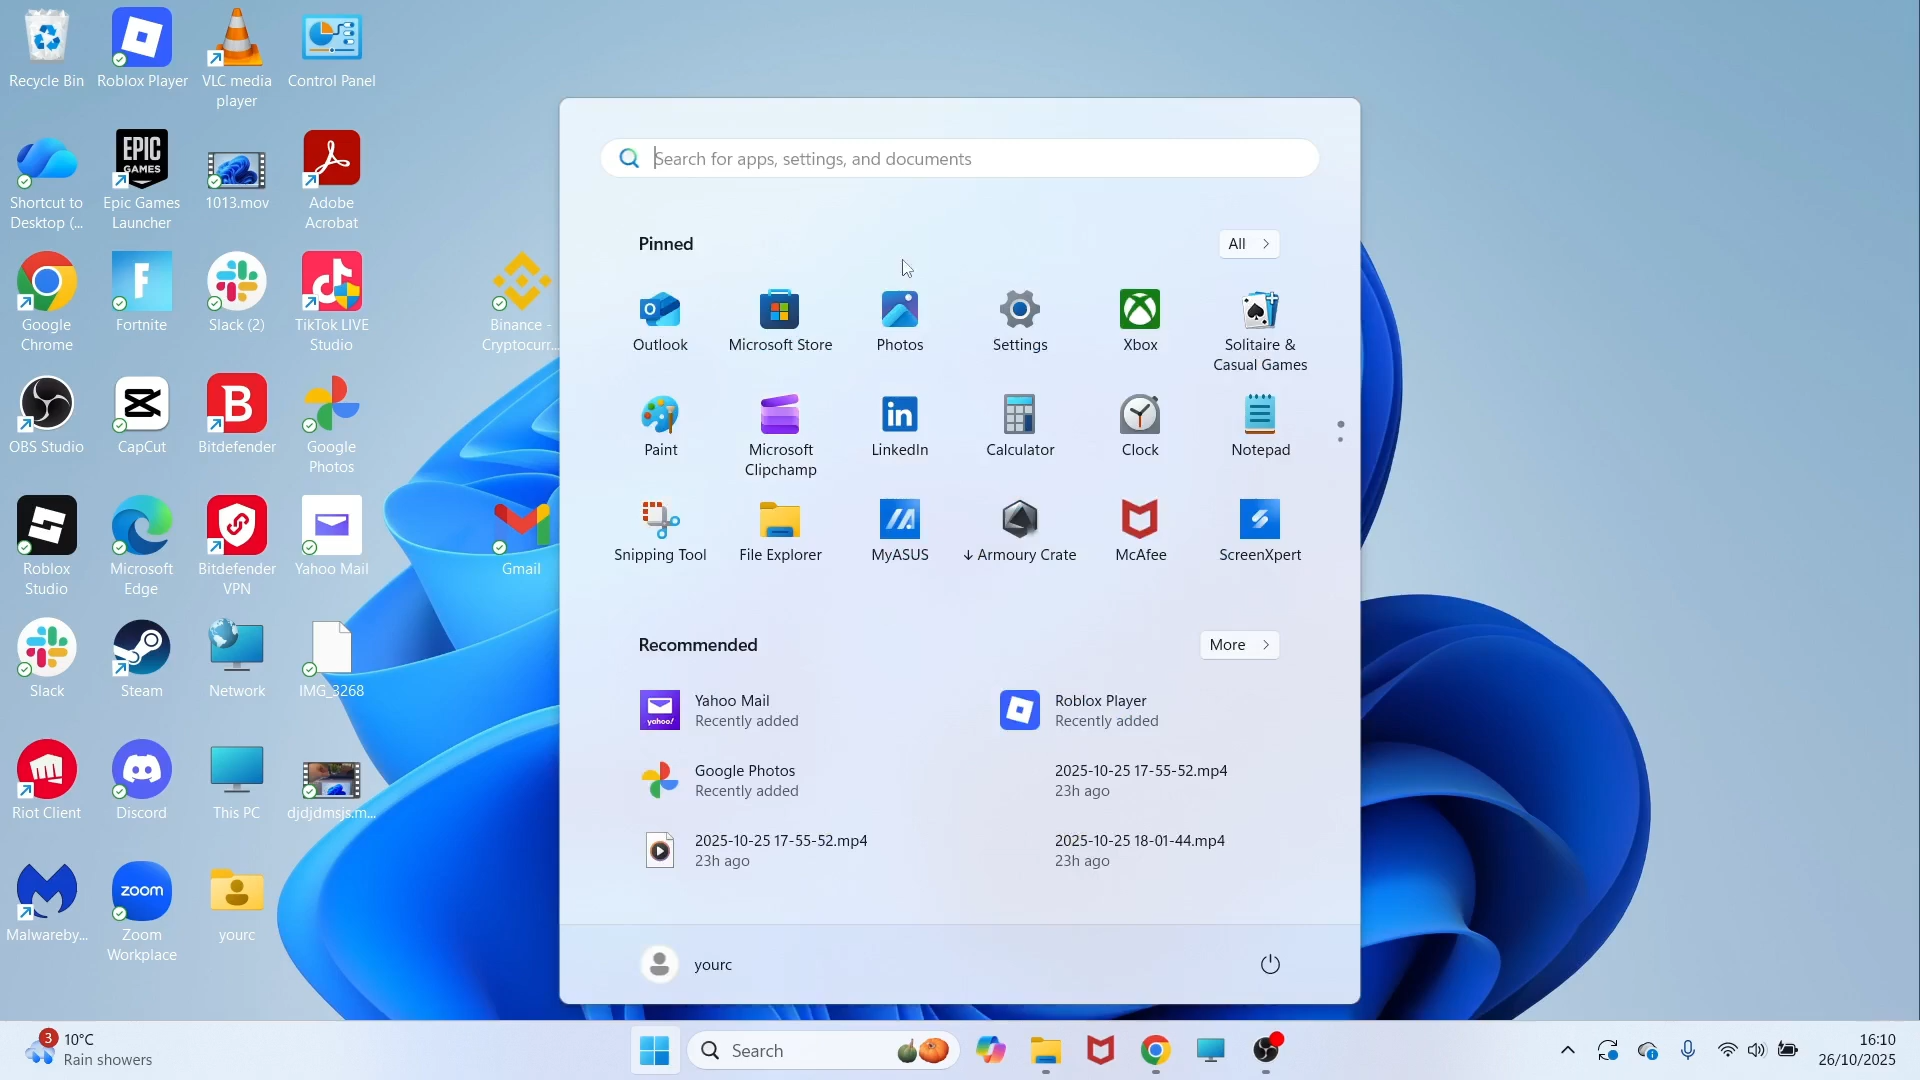 Recycle Bin
Roblox Player
VLC media
player
Control Panel
Shortcut to
Desktop (...
EPIC
GAMES
Epic Games
Launcher
1013.mov
Adobe
Acrobat
Google
Chrome
Fortnite
Slack (2)
TikTok LIVE
Studio
Binance -
Cryptocurr...
OBS Studio
CapCut
Bitdefender
Google
Photos
Roblox
Studio
Microsoft
Edge
Bitdefender
VPN
Yahoo Mail
Gmail
Slack
Steam
Network
IMG_3268
Riot Client
Discord
This PC
djdjdmsjs.m...
Malwareby...
zoom
Zoom
Workplace
yourc
Search for apps, settings, and documents
Pinned
All
Outlook
Microsoft Store
Photos
Settings
Xbox
Solitaire &
Casual Games
Paint
Microsoft
Clipchamp
LinkedIn
Calculator
Clock
Notepad
Snipping Tool
File Explorer
MyASUS
Armoury Crate
McAfee
ScreenXpert
Recommended
More
Yahoo Mail
Recently added
Roblox Player
Recently added
Google Photos
Recently added
2025-10-25 17-55-52.mp4
23h ago
2025-10-25 17-55-52.mp4
23h ago
2025-10-25 18-01-44.mp4
23h ago
yourc
3
10°C
Rain showers
Search
16:10
26/10/2025